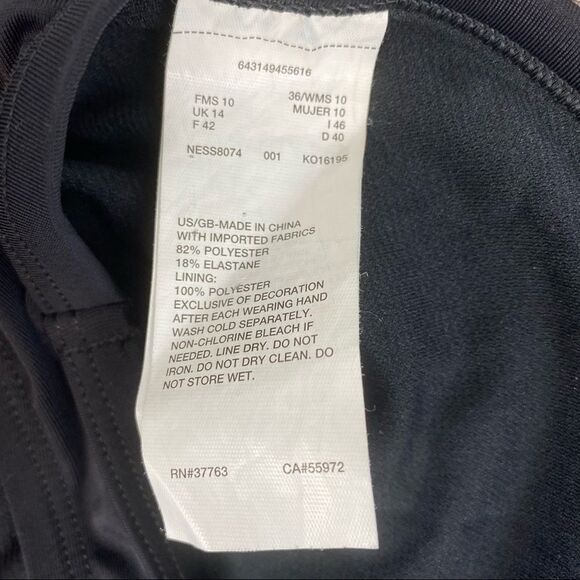 643149455616
FMS 10 36/WMS 10
UK 14 MUJER 10
F 42 I 46
D 40
NESS8074 001 KO16195
US/GB-MADE IN CHINA
WITH IMPORTED FABRICS
82% POLYESTER
18% ELASTANE
LINING:
100% POLYESTER
EXCLUSIVE OF DECORATION
AFTER EACH WEARING HAND
WASH COLD SEPARATELY.
NON-CHLORINE BLEACH IF
NEEDED. LINE DRY. DO NOT
IRON. DO NOT DRY CLEAN. DO
NOT STORE WET.
RN#37763 CA#55972